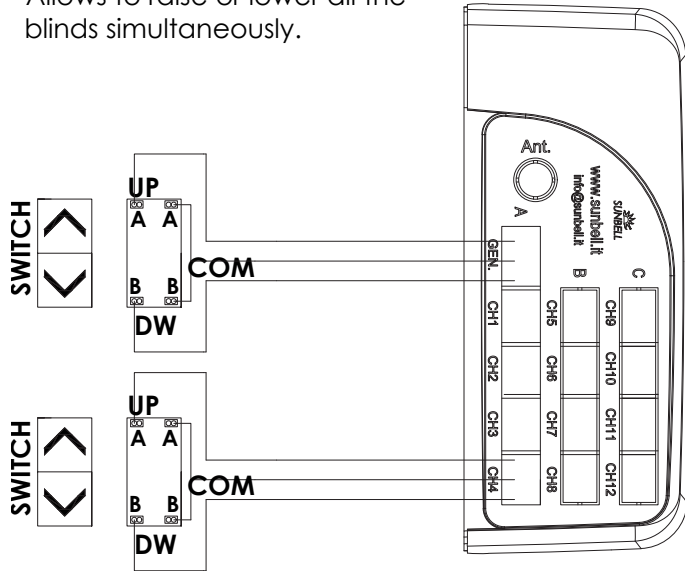 Allows to raise or lower all the
blinds simultaneously.
Ant.
A
SUNBELL
www.sunbell.it
info@sunbell.it
B
C
UP
A A
SWITCH
COM
B B
DW
GEN.
CH1
CH2
CH3
CH4
CH5
CH6
CH7
CH8
CH9
CH10
CH11
CH12
UP
A A
SWITCH
COM
B B
DW